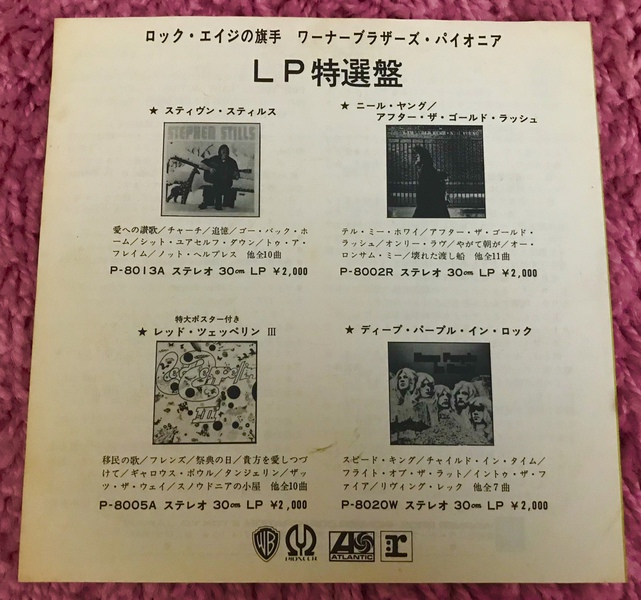 ロック・エイジの旗手 ワーナーブラザーズ・パイオニア
LP特選盤
★ スティヴン・スティルス
STEPHEN STILLS
愛への讃歌/チャーチ/追憶/ゴー・バック・ホ
ーム/シット・ユアセルフ・ダウン/トゥ・ア・
フレイム/ノット・ヘルプレス 他全10曲
P-8013A ステレオ 30cm LP ¥2,000
★ ニール・ヤング/
アフター・ザ・ゴールド・ラッシュ
テル・ミー・ホワイ/アフター・ザ・ゴールド・
ラッシュ/オンリー・ラヴ/やがて朝が/オー・
ロンサム・ミー/壊れた渡し船 他全11曲
P-8002R ステレオ 30cm LP ¥2,000
特大ポスター付き
★ レッド・ツェッペリン III
Led Zeppelin
III
移民の歌/フレンズ/祭典の日/貴方を愛しつづ
けて/ギャロウス・ポウル/タンジェリン/ザッ
ツ・ザ・ウェイ/スノウドニアの小屋 他全10曲
P-8005A ステレオ 30cm LP ¥2,000
★ ディープ・パープル・イン・ロック
Deep Purple
スピード・キング/チャイルド・イン・タイム/
フライト・オブ・ザ・ラット/イントゥ・ザ・フ
ァイア/リヴィング・レック 他全7曲
P-8020W ステレオ 30cm LP ¥2,000
WB PIONEER ATLANTIC r